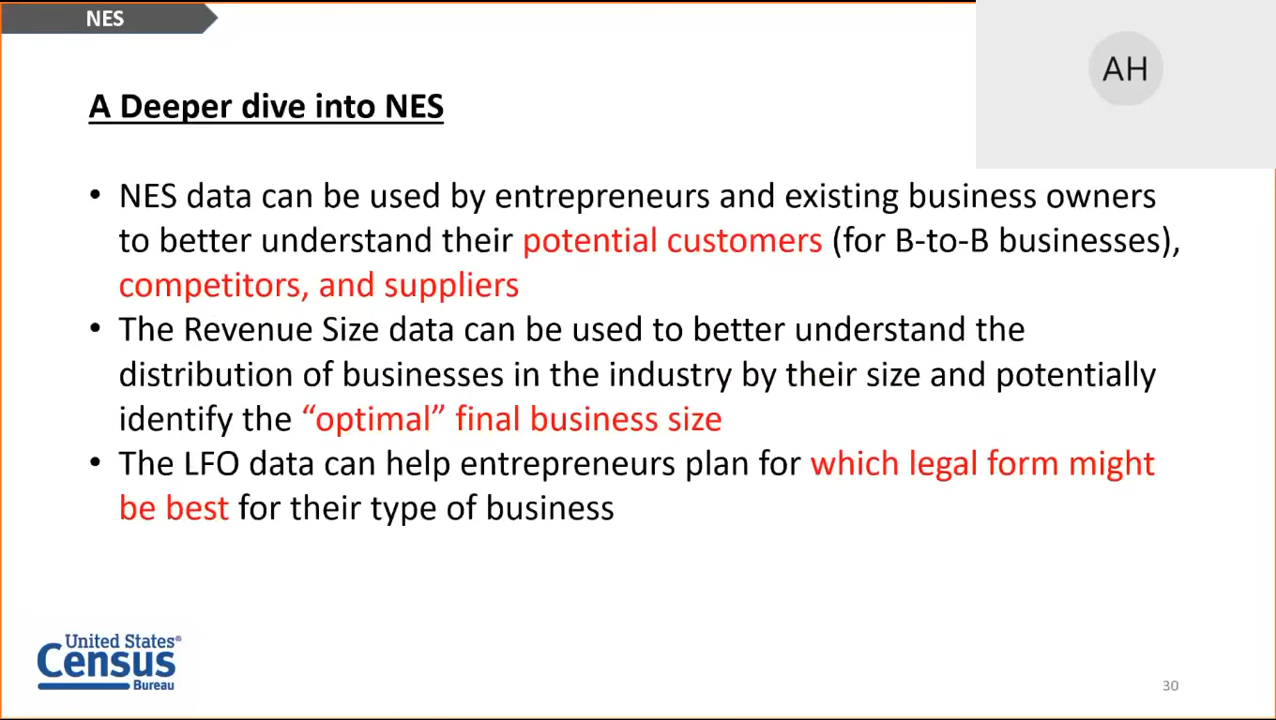 NES
AH
A Deeper dive into NES
• NES data can be used by entrepreneurs and existing business owners
to better understand their potential customers (for B-to-B businesses),
competitors, and suppliers
• The Revenue Size data can be used to better understand the
distribution of businesses in the industry by their size and potentially
identify the “optimal” final business size
• The LFO data can help entrepreneurs plan for which legal form might
be best for their type of business
United States®
Census
Bureau
30